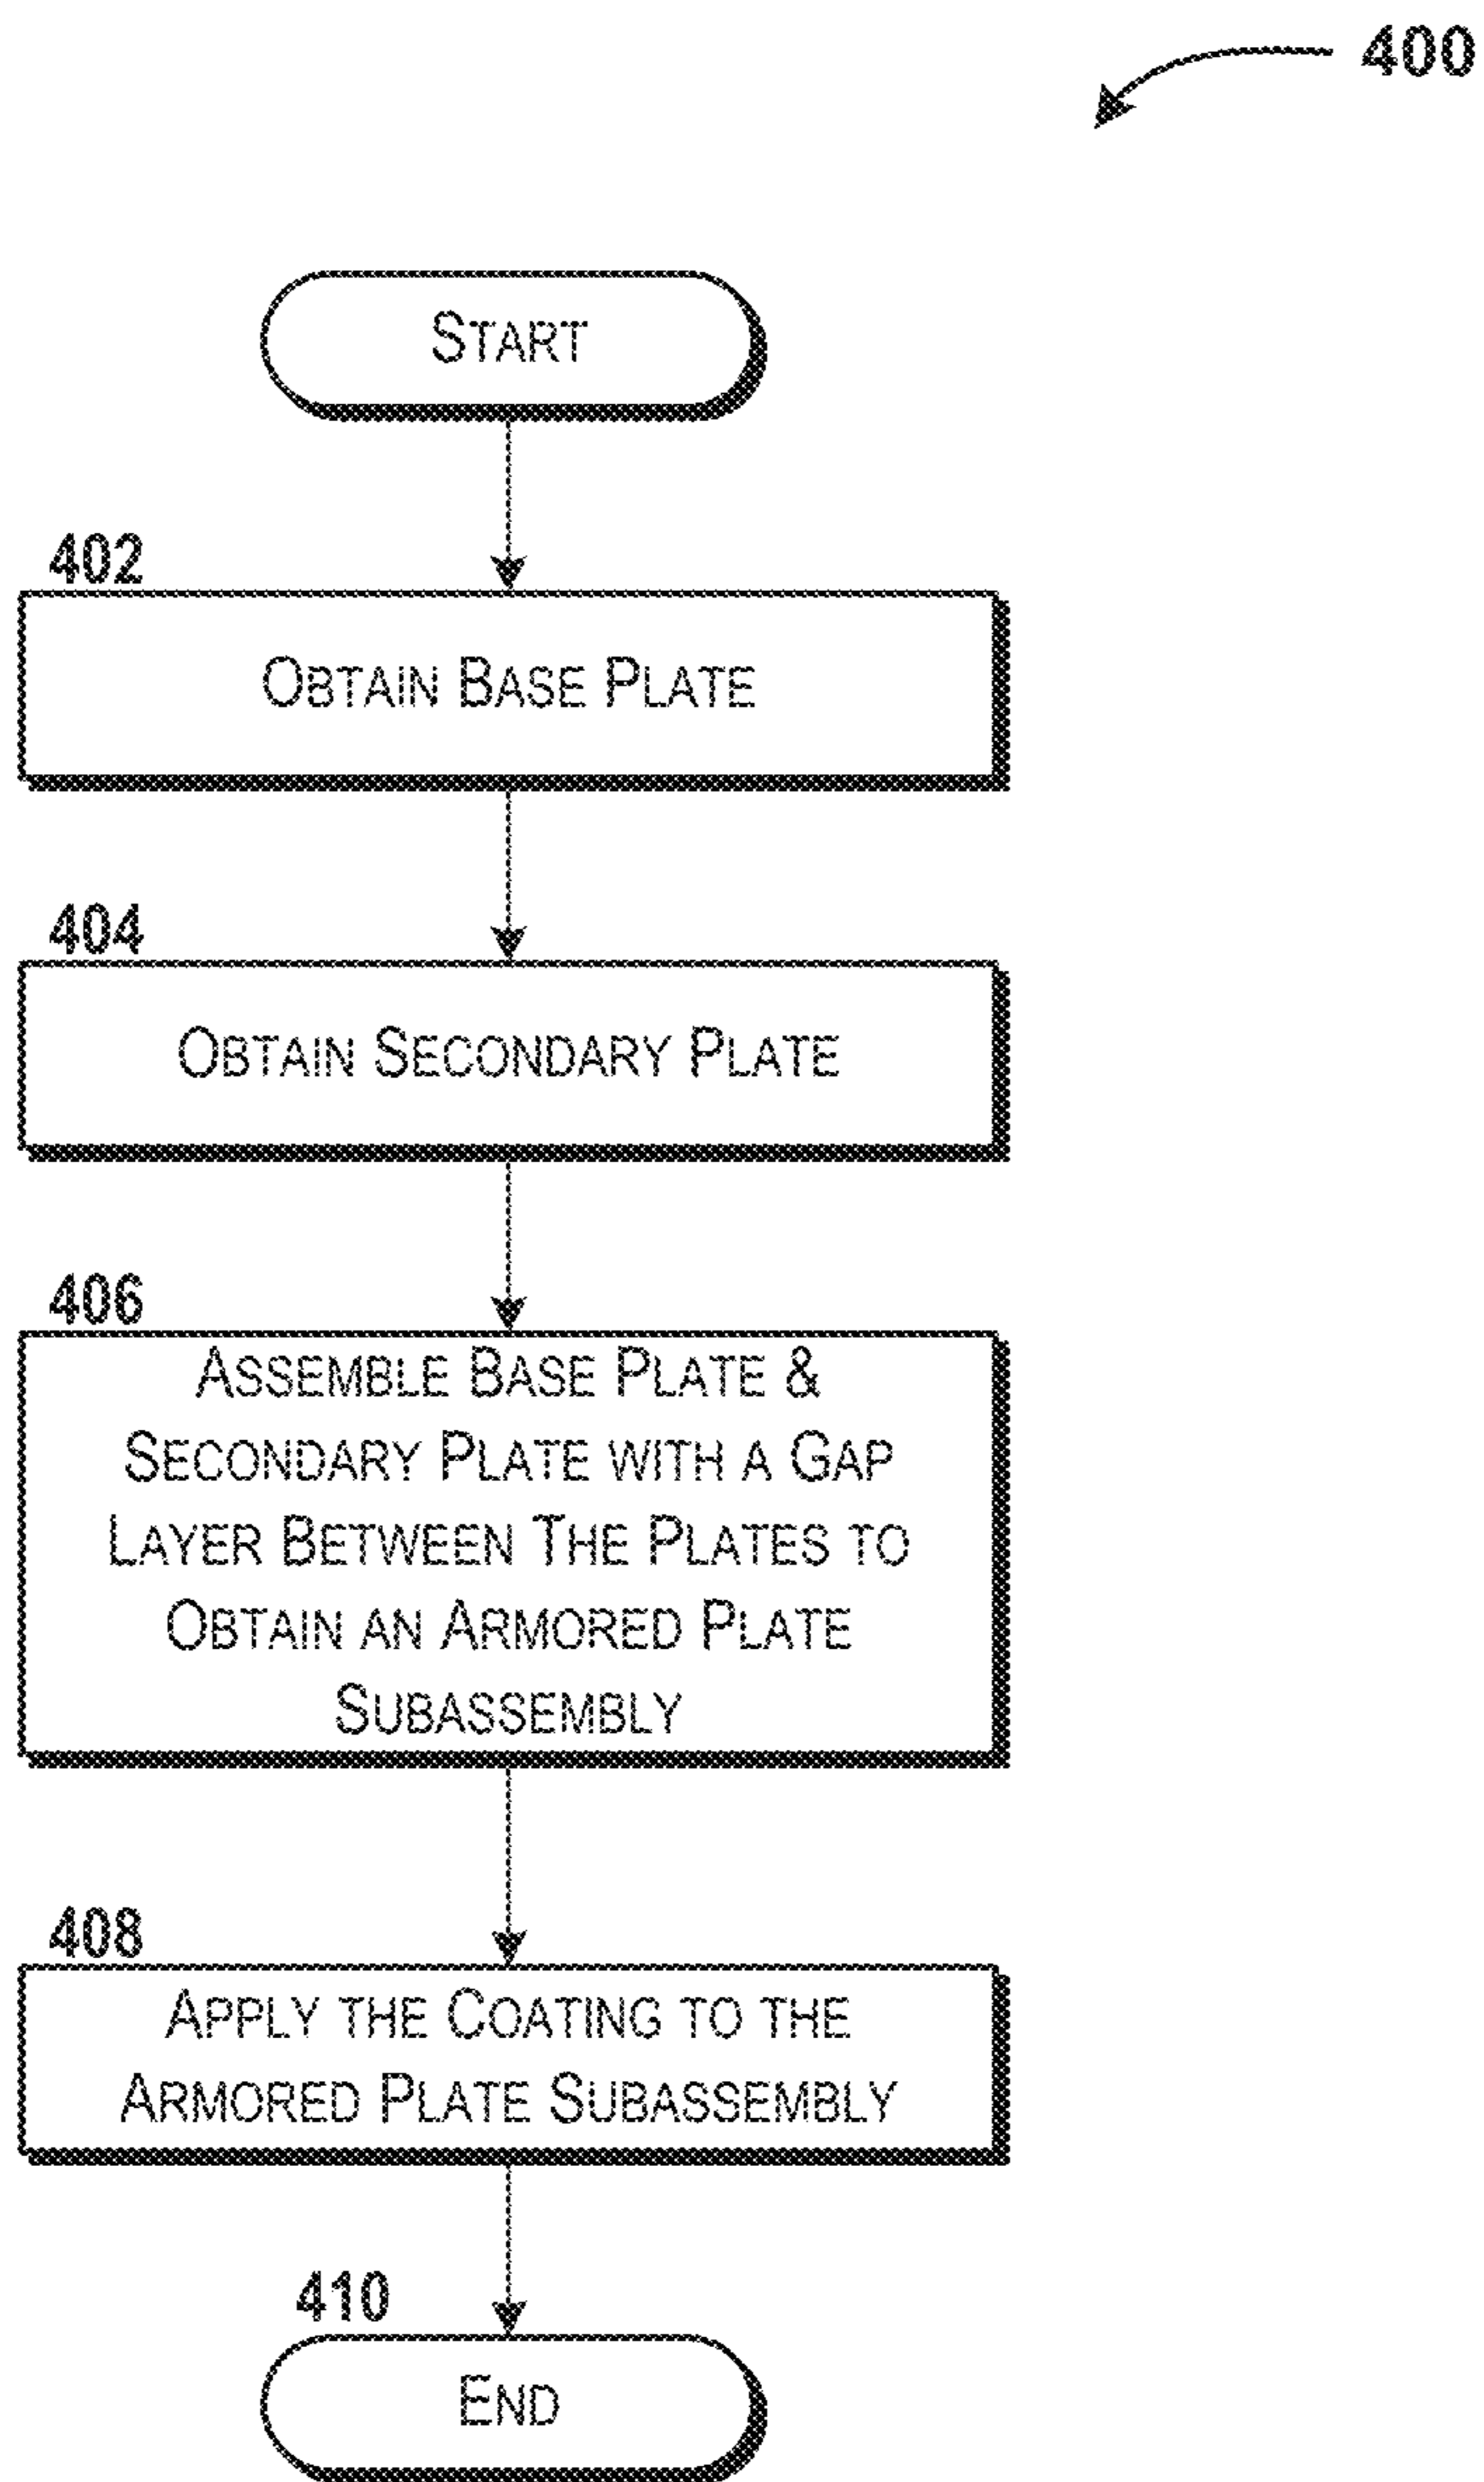 400
START
402
OBTAIN BASE PLATE
404
OBTAIN SECONDARY PLATE
406
ASSEMBLE BASE PLATE &
SECONDARY PLATE WITH A GAP
LAYER BETWEEN THE PLATES TO
OBTAIN AN ARMORED PLATE
SUBASSEMBLY
408
APPLY THE COATING TO THE
ARMORED PLATE SUBASSEMBLY
410
END